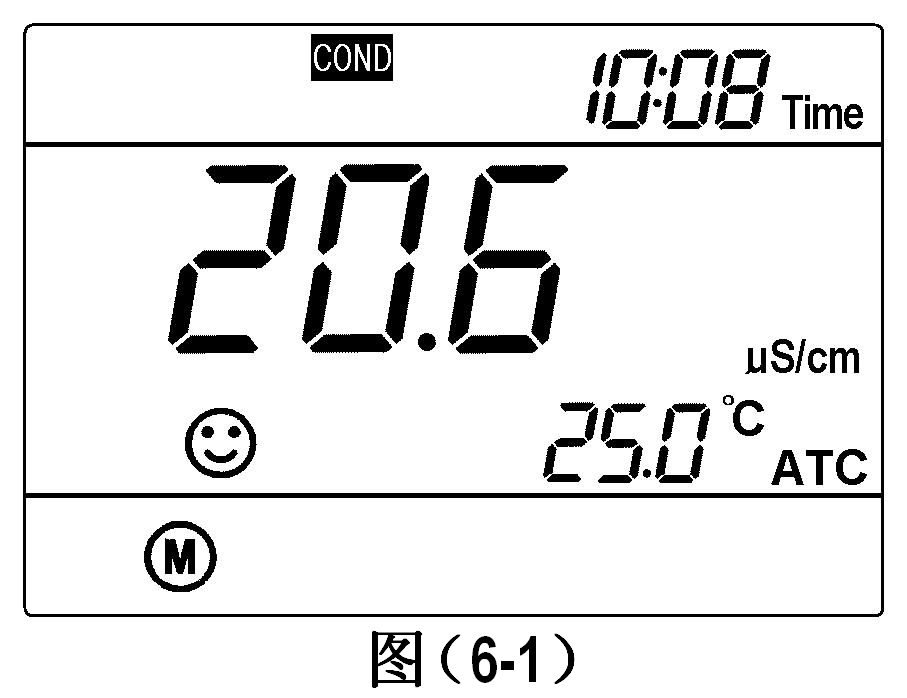 COND
10:08 Time
20.6
µS/cm
25.0 °C
ATC
M
图（6-1）